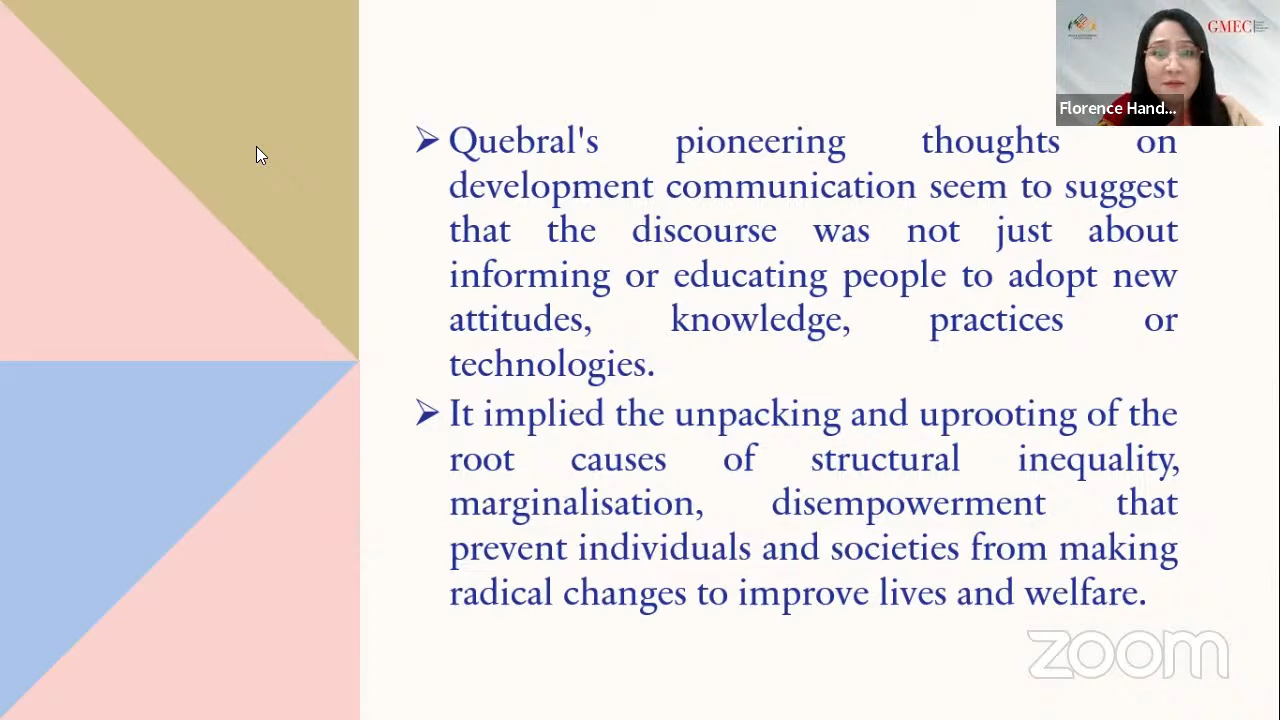 GMEC
Florence Hand...
➢ Quebral's pioneering thoughts on
development communication seem to suggest
that the discourse was not just about
informing or educating people to adopt new
attitudes, knowledge, practices or
technologies.
➢ It implied the unpacking and uprooting of the
root causes of structural inequality,
marginalisation, disempowerment that
prevent individuals and societies from making
radical changes to improve lives and welfare.
zoom